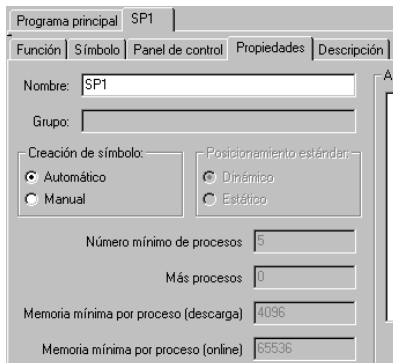 Programa principal SP1
Función Símbolo Panel de control Propiedades Descripción
Nombre: SP1
A
Grupo:
Creación de símbolo: Posicionamiento estándar:
Automático Dinámico
Manual Estático
Número mínimo de procesos 5
Más procesos 0
Memoria mínima por proceso (descarga) 4096
Memoria mínima por proceso (online) 65536